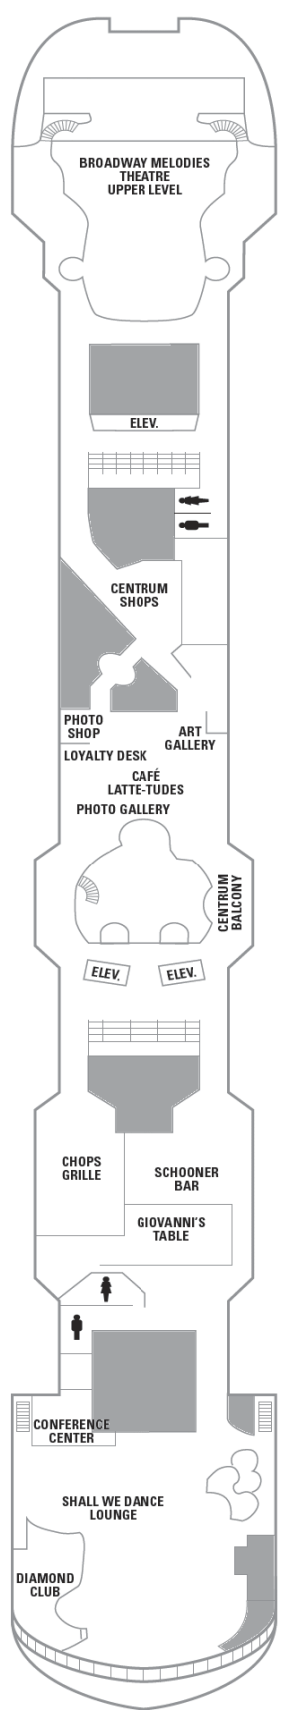 BROADWAY MELODIES
THEATRE
UPPER LEVEL
ELEV.
CENTRUM
SHOPS
PHOTO
SHOP
ART
GALLERY
LOYALTY DESK
CAFÉ
LATTE-TUDES
PHOTO GALLERY
CENTRUM
BALCONY
ELEV.
ELEV.
CHOPS
GRILLE
SCHOONER
BAR
GIOVANNI'S
TABLE
CONFERENCE
CENTER
SHALL WE DANCE
LOUNGE
DIAMOND
CLUB